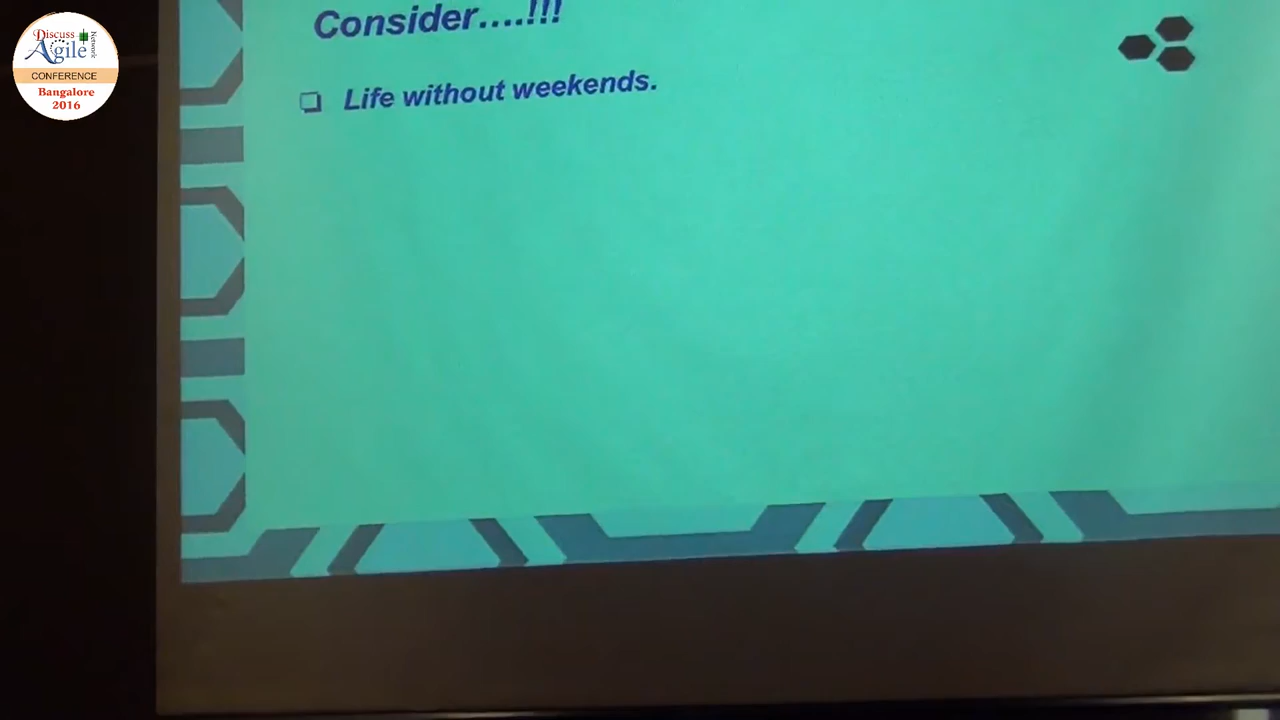 Discuss
Agile
Network
CONFERENCE
Bangalore
2016
Consider....!!!
❑ Life without weekends.